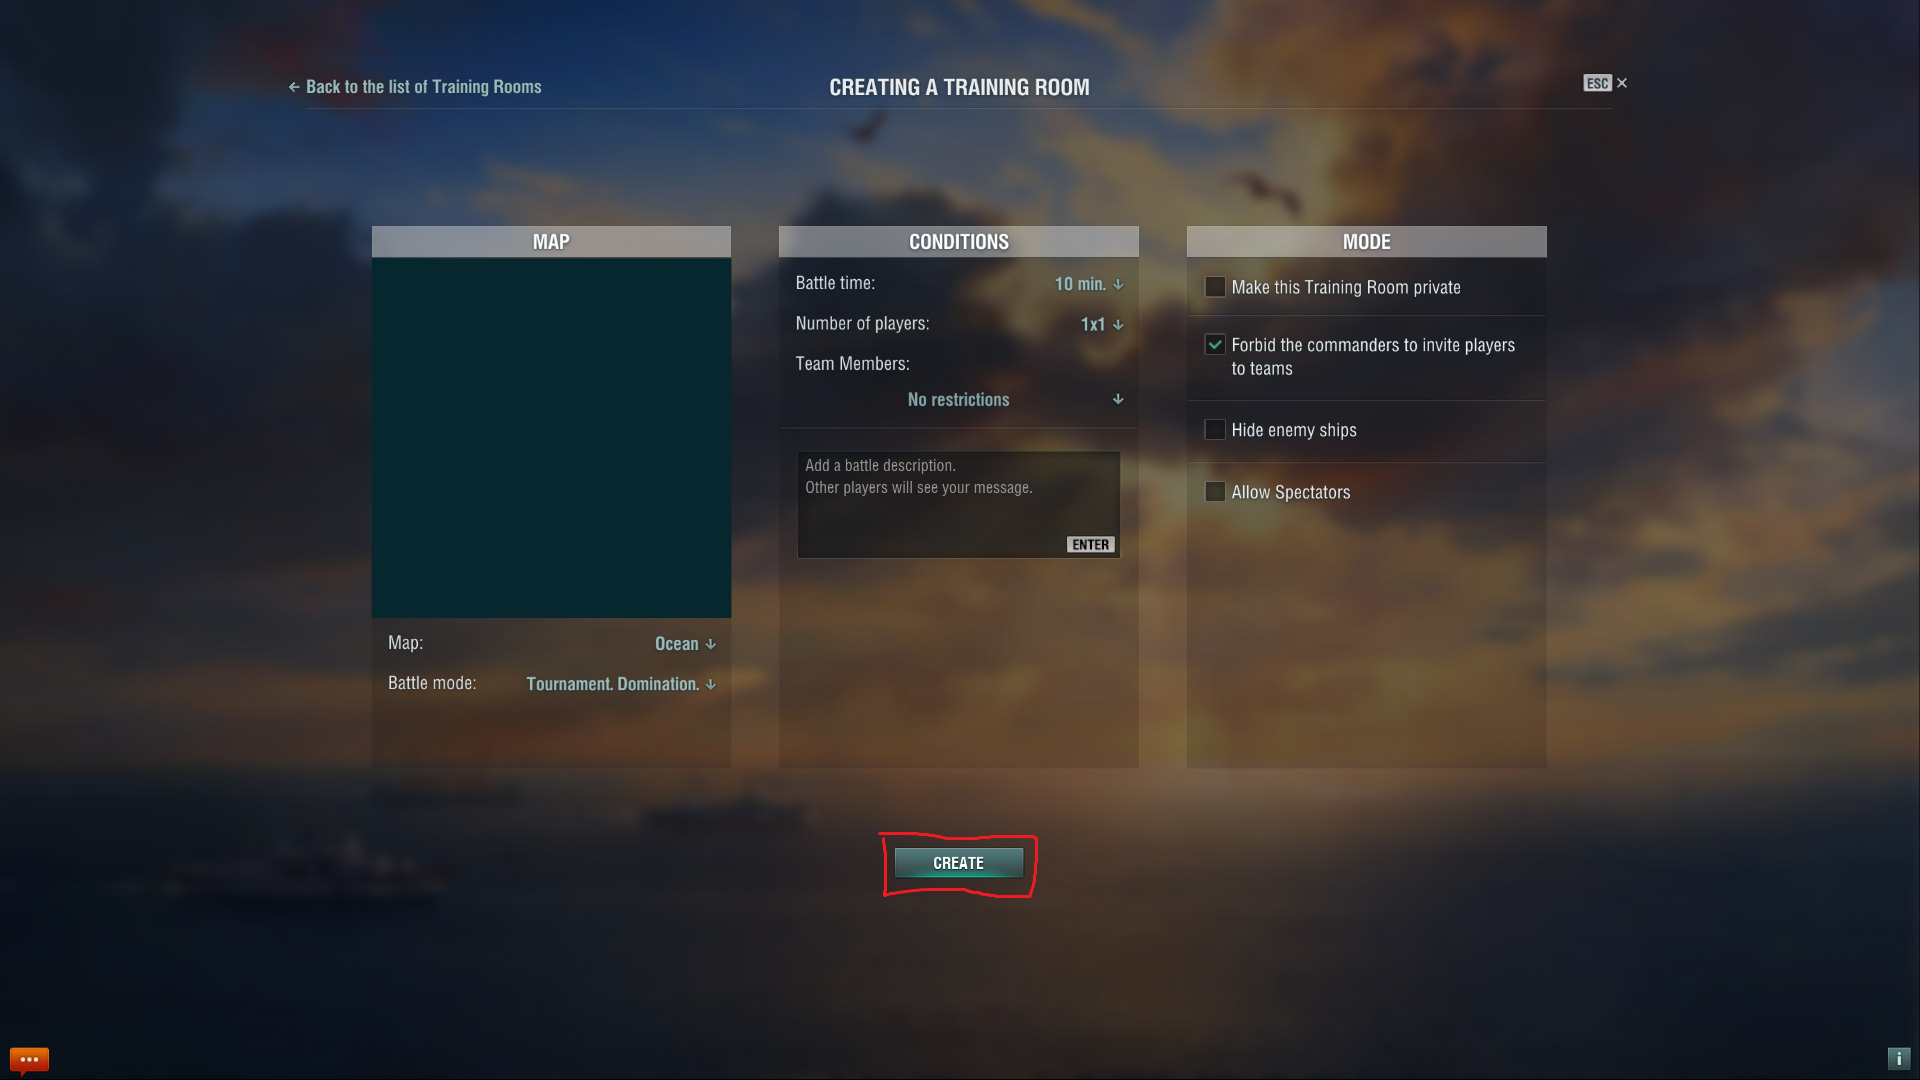 Back to the list of Training Rooms
CREATING A TRAINING ROOM
ESC
MAP
Map:
Ocean
Battle mode:
Tournament. Domination.
CONDITIONS
Battle time:
10 min.
Number of players:
1x1
Team Members:
No restrictions
Add a battle description.
Other players will see your message.
ENTER
MODE
Make this Training Room private
Forbid the commanders to invite players
to teams
Hide enemy ships
Allow Spectators
CREATE
i